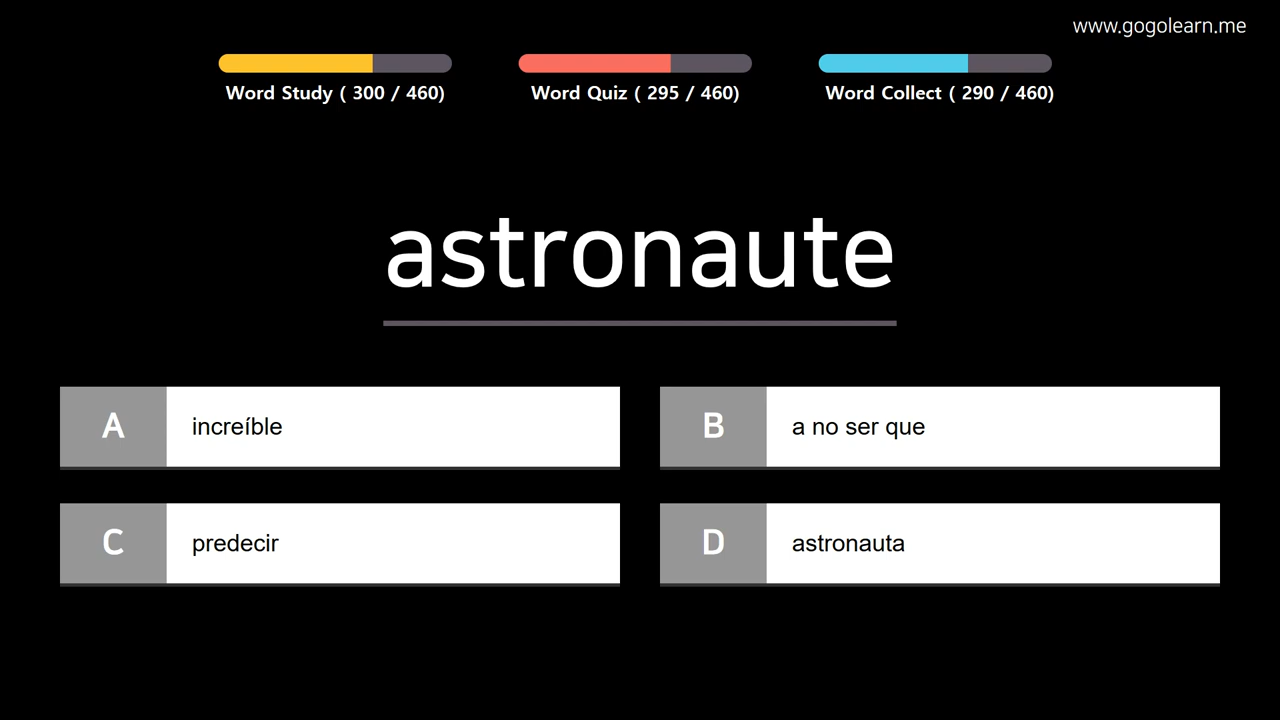 www.gogolearn.me
Word Study ( 300 / 460)
Word Quiz ( 295 / 460)
Word Collect ( 290 / 460)
astronaute
A
increíble
B
a no ser que
C
predecir
D
astronauta